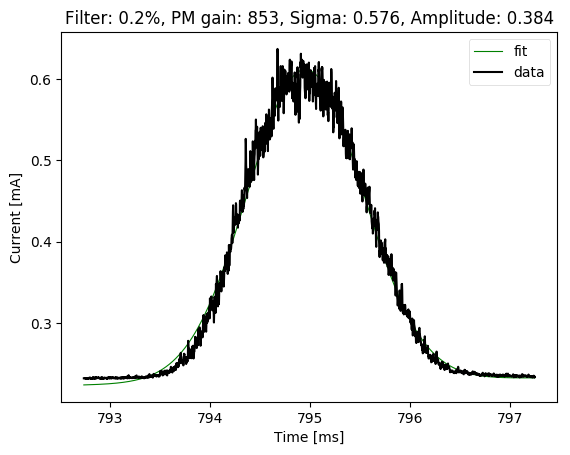 Filter: 0.2%, PM gain: 853, Sigma: 0.576, Amplitude: 0.384
fit
data
0.6
0.5
0.4
0.3
Current [mA]
793
794
795
796
797
Time [ms]